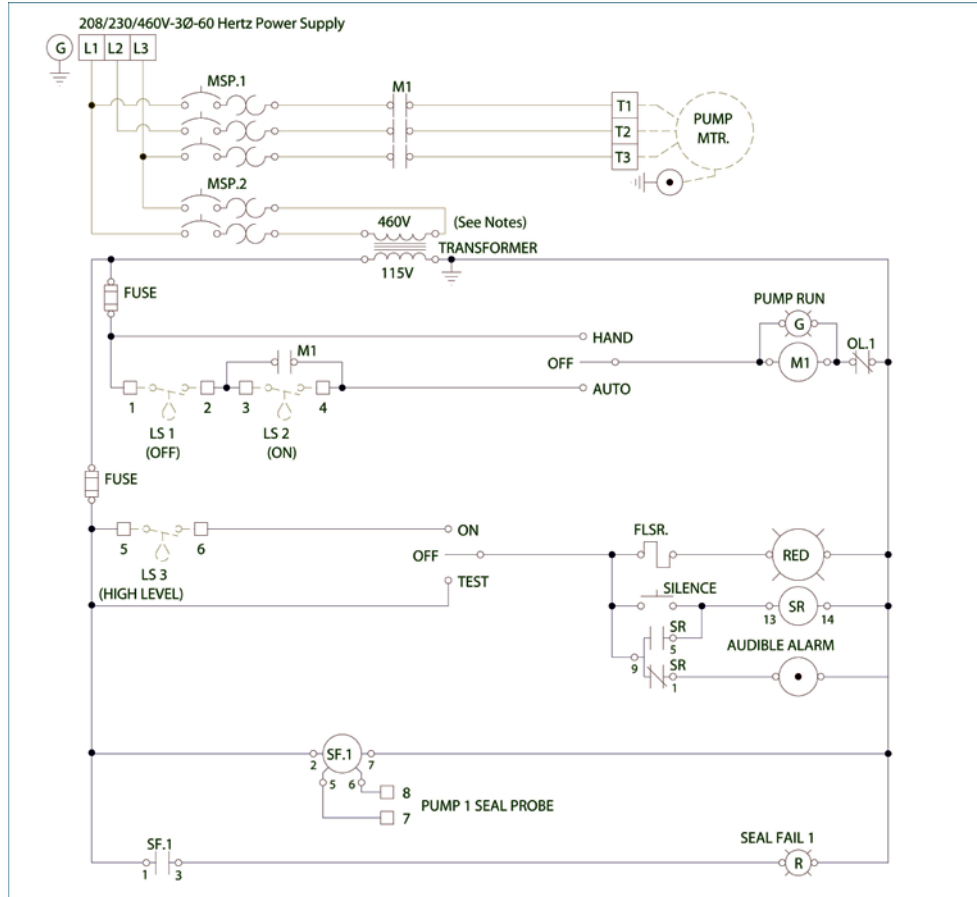 208/230/460V-3Ø-60 Hertz Power Supply
G L1 L2 L3
MSP.1
M1
T1
PUMP
MTR.
T2
T3
MSP.2
460V
(See Notes)
TRANSFORMER
115V
FUSE
PUMP RUN
G
HAND
OL.1
M1
OFF
M1
AUTO
1
2
3
4
LS 1
(OFF)
LS 2
(ON)
FUSE
ON
5
6
LS 3
(HIGH LEVEL)
OFF
TEST
FLSR.
RED
SILENCE
SR
13
14
SR
5
9
SR
1
AUDIBLE ALARM
SF.1
2
7
5
6
8
7
PUMP 1 SEAL PROBE
SF.1
1
3
SEAL FAIL 1
R